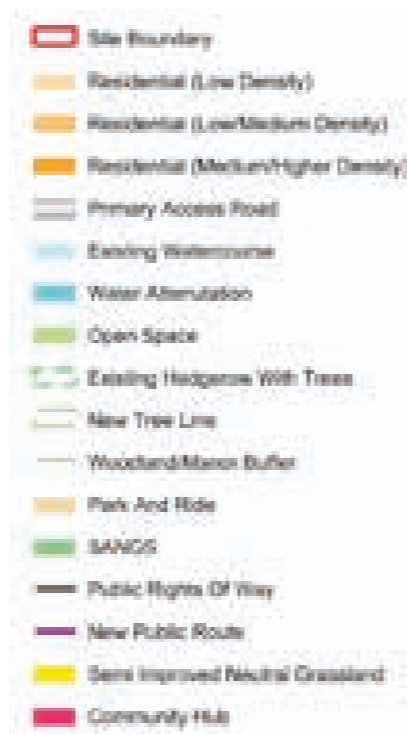 Site Boundary
Residential (Low Density)
Residential (Low/Medium Density)
Residential (Medium/Higher Density)
Primary Access Road
Existing Watercourse
Water Attenuation
Open Space
Existing Hedgerow With Trees
New Tree Line
Woodland/Manor Buffer
Park And Ride
SANGS
Public Rights Of Way
New Public Route
Semi Improved Neutral Grassland
Community Hub